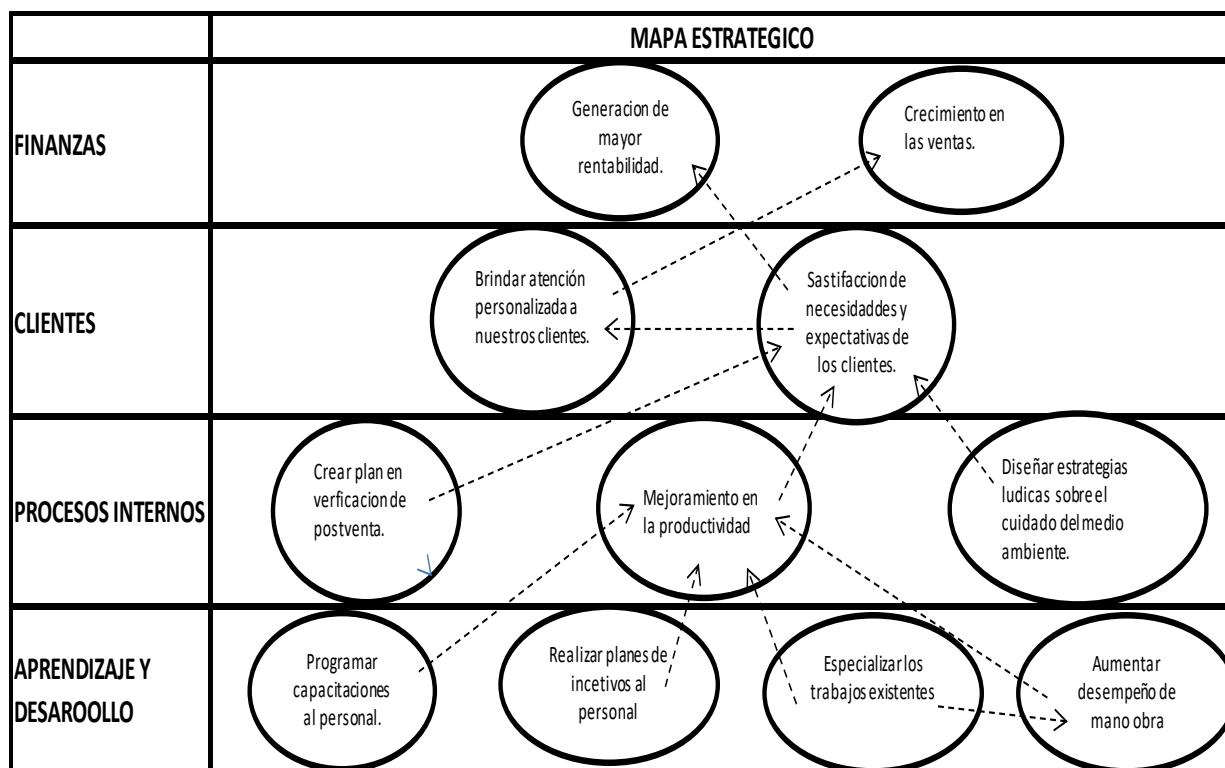 MAPA ESTRATEGICO
FINANZAS
Generacion de
mayor
rentabilidad.
Crecimiento en
las ventas.
CLIENTES
Brindar atención
personalizada a
nuestros clientes.
Sastifaccion de
necesidaddes y
expectativas de
los clientes.
PROCESOS INTERNOS
Crear plan en
verficacion de
postventa.
Mejoramiento en
la productividad
Diseñar estrategias
ludicas sobre el
cuidado del medio
ambiente.
APRENDIZAJE Y
DESAROOLLO
Programar
capacitaciones
al personal.
Realizar planes de
incetivos al
personal
Especializar los
trabajos existentes
Aumentar
desempeño de
mano obra